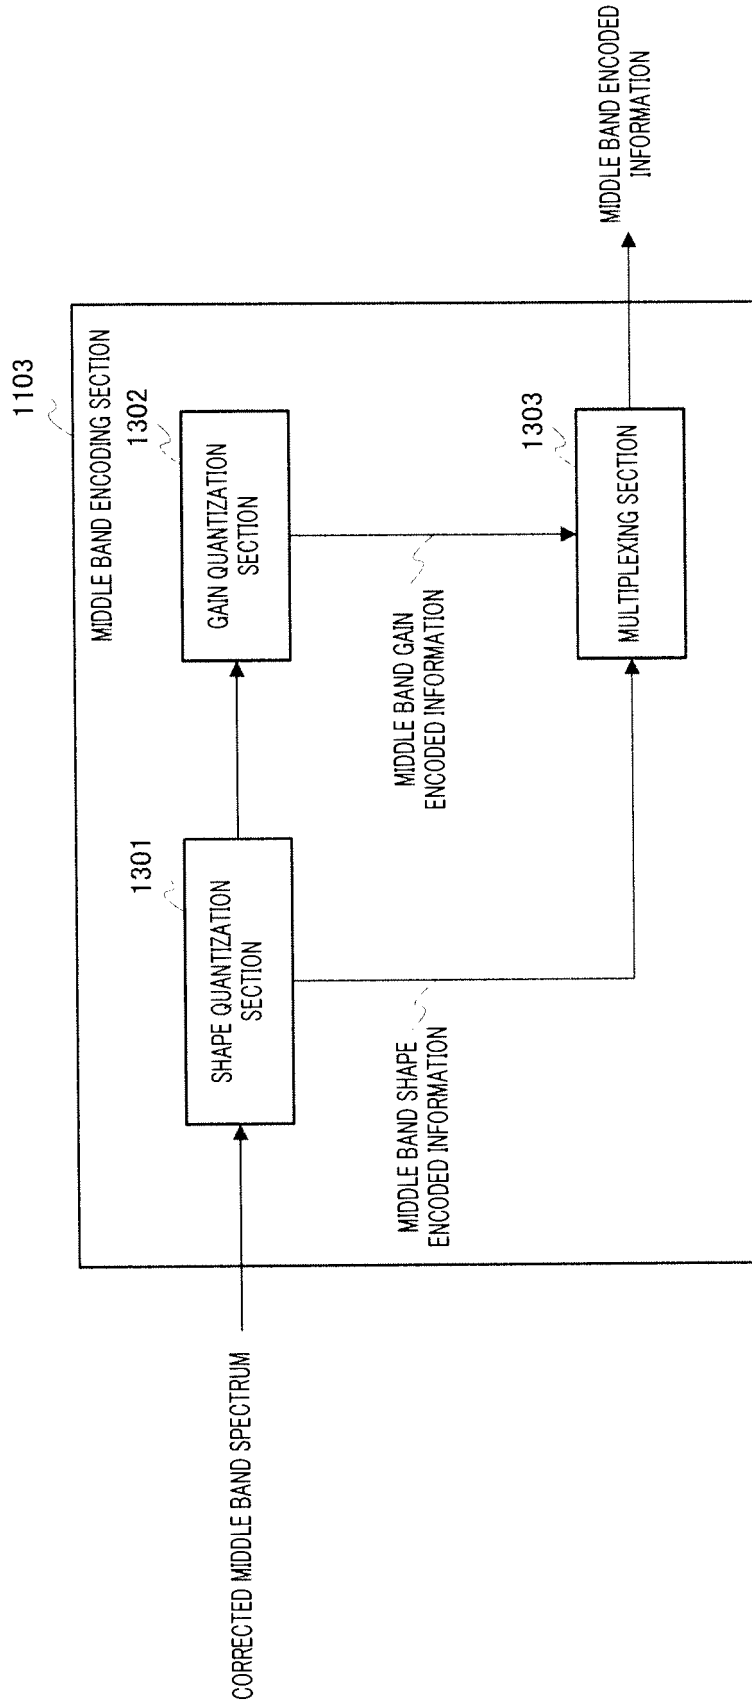 1103
MIDDLE BAND ENCODING SECTION
CORRECTED MIDDLE BAND SPECTRUM
1301
SHAPE QUANTIZATION
SECTION
1302
GAIN QUANTIZATION
SECTION
MIDDLE BAND SHAPE
ENCODED INFORMATION
MIDDLE BAND GAIN
ENCODED INFORMATION
1303
MULTIPLEXING SECTION
MIDDLE BAND ENCODED
INFORMATION